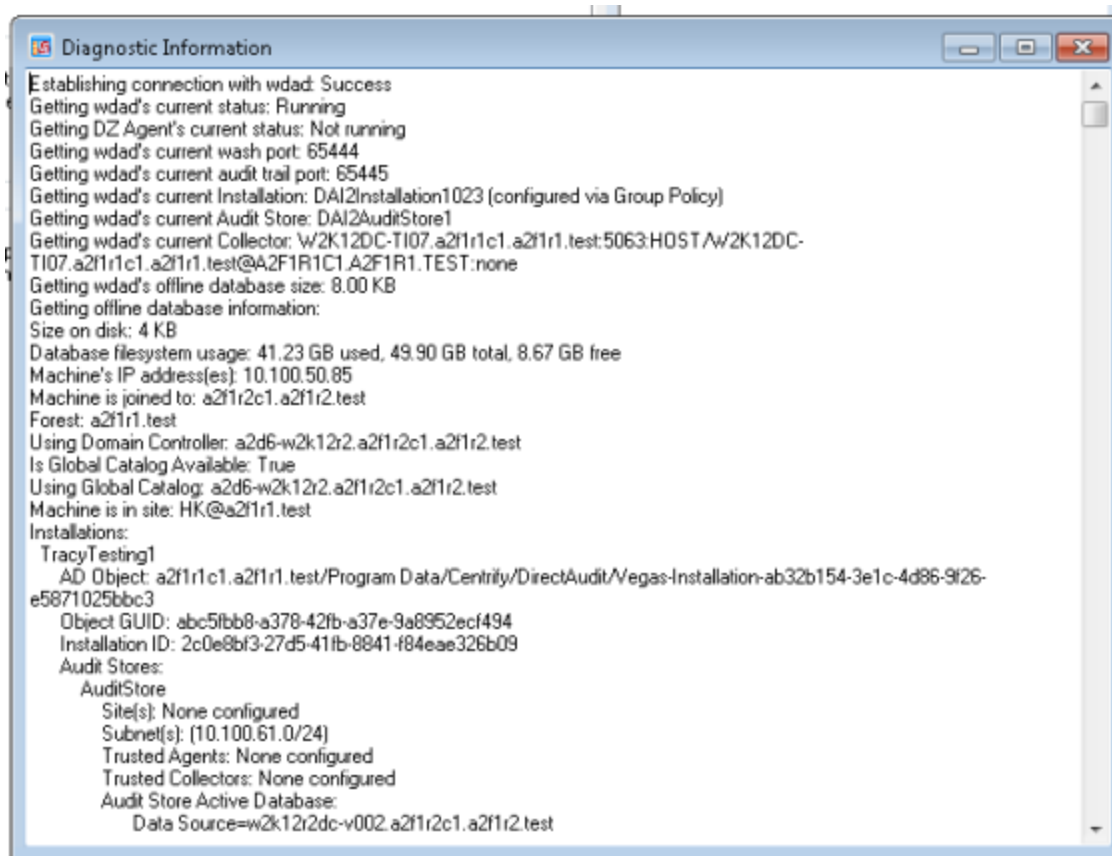 Diagnostic Information
Establishing connection with wdad: Success
Getting wdad's current status: Running
Getting DZ Agent's current status: Not running
Getting wdad's current wash port: 65444
Getting wdad's current audit trail port: 65445
Getting wdad's current Installation: DAI2Installation1023 (configured via Group Policy)
Getting wdad's current Audit Store: DAI2AuditStore1
Getting wdad's current Collector: W2K12DC-TI07.a2f1r1c1.a2f1r1.test:5063:HOST/W2K12DC-
TI07.a2f1r1c1.a2f1r1.test@A2F1R1C1.A2F1R1.TEST:none
Getting wdad's offline database size: 8.00 KB
Getting offline database information:
Size on disk: 4 KB
Database filesystem usage: 41.23 GB used, 49.90 GB total, 8.67 GB free
Machine's IP address(es): 10.100.50.85
Machine is joined to: a2f1r2c1.a2f1r2.test
Forest: a2f1r1.test
Using Domain Controller: a2d6-w2k12r2.a2f1r2c1.a2f1r2.test
Is Global Catalog Available: True
Using Global Catalog: a2d6-w2k12r2.a2f1r2c1.a2f1r2.test
Machine is in site: HK@a2f1r1.test
Installations:
TracyTesting1
AD Object: a2f1r1c1.a2f1r1.test/Program Data/Centrify/DirectAudit/Vegas-Installation-ab32b154-3e1c-4d86-9f26-
e5871025bbc3
Object GUID: abc5fbb8-a378-42fb-a37e-9a8952ecf494
Installation ID: 2c0e8bf3-27d5-41fb-8841-f84eae326b09
Audit Stores:
AuditStore
Site(s): None configured
Subnet(s): (10.100.61.0/24)
Trusted Agents: None configured
Trusted Collectors: None configured
Audit Store Active Database:
Data Source=w2k12r2dc-v002.a2f1r2c1.a2f1r2.test